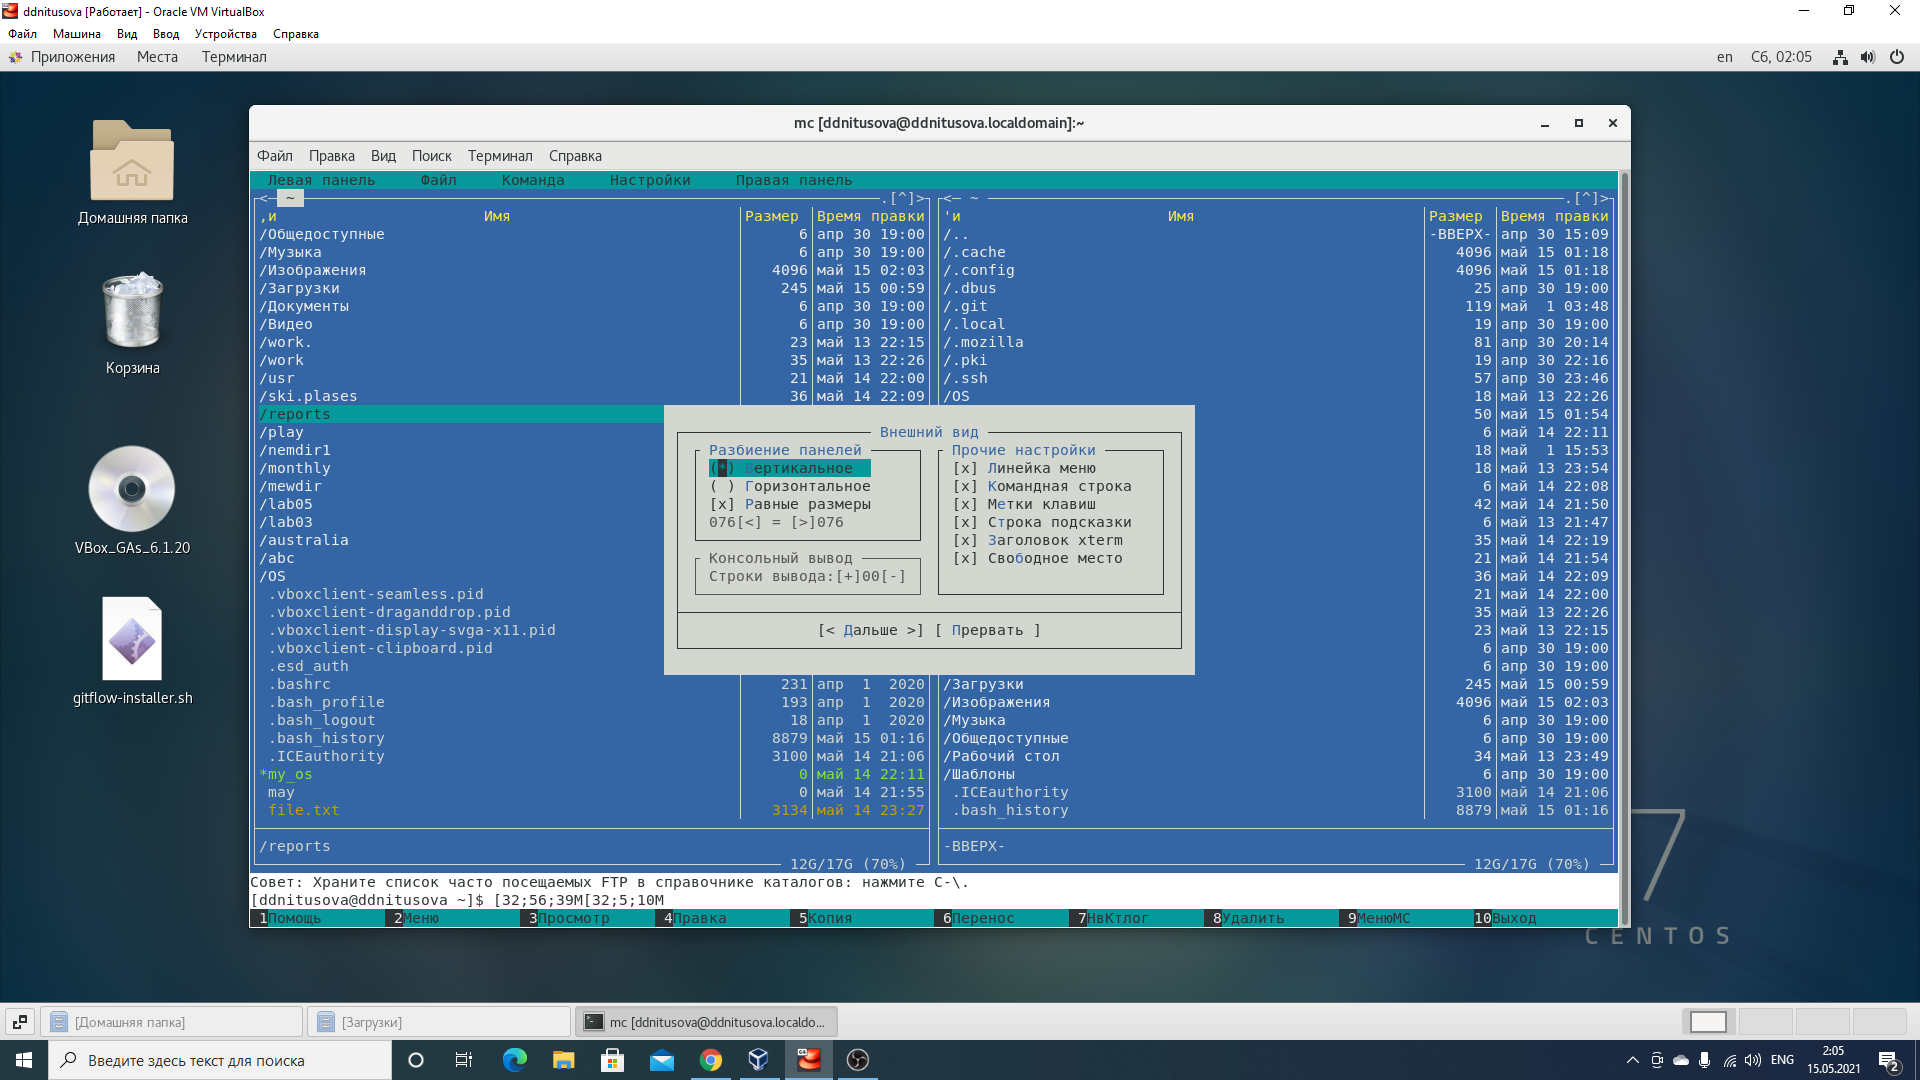 ddnitusova [Работает] - Oracle VM VirtualBox
Файл Машина Вид Ввод Устройства Справка
Приложения Места Терминал en Сб, 02:05
Домашняя папка
Корзина
VBox_GAs_6.1.20
gitflow-installer.sh
mc [ddnitusova@ddnitusova.localdomain]:~
Файл Правка Вид Поиск Терминал Справка
Левая панель Файл Команда Настройки Правая панель
<─ ~ .[^]> <─ ~ .[^]>
,и Имя Размер Время правки 'и Имя Размер Время правки
/Общедоступные 6 апр 30 19:00 /.. -ВВЕРХ- апр 30 15:09
/Музыка 6 апр 30 19:00 /.cache 4096 май 15 01:18
/Изображения 4096 май 15 02:03 /.config 4096 май 15 01:18
/Загрузки 245 май 15 00:59 /.dbus 25 апр 30 19:00
/Документы 6 апр 30 19:00 /.git 119 май 1 03:48
/Видео 6 апр 30 19:00 /.local 19 апр 30 19:00
/work. 23 май 13 22:15 /.mozilla 81 апр 30 20:14
/work 35 май 13 22:26 /.pki 19 апр 30 22:16
/usr 21 май 14 22:00 /.ssh 57 апр 30 23:46
/ski.plases 36 май 14 22:09 /OS 18 май 13 22:26
/reports 50 май 15 01:54
/play 6 май 14 22:11
/nemdir1 18 май 1 15:53
/monthly 18 май 13 23:54
/mewdir 6 май 14 22:08
/lab05 42 май 14 21:50
/lab03 6 май 13 21:47
/australia 35 май 14 22:19
/abc 21 май 14 21:54
/OS 36 май 14 22:09
.vboxclient-seamless.pid 21 май 14 22:00
.vboxclient-draganddrop.pid 35 май 13 22:26
.vboxclient-display-svga-x11.pid 23 май 13 22:15
.vboxclient-clipboard.pid 6 апр 30 19:00
.esd_auth 6 апр 30 19:00
.bashrc 231 апр 1 2020 /Загрузки 245 май 15 00:59
.bash_profile 193 апр 1 2020 /Изображения 4096 май 15 02:03
.bash_logout 18 апр 1 2020 /Музыка 6 апр 30 19:00
.bash_history 8879 май 15 01:16 /Общедоступные 6 апр 30 19:00
.ICEauthority 3100 май 14 21:06 /Рабочий стол 34 май 13 23:49
*my_os 0 май 14 22:11 /Шаблоны 6 апр 30 19:00
may 0 май 14 21:55 .ICEauthority 3100 май 14 21:06
file.txt 3134 май 14 23:27 .bash_history 8879 май 15 01:16
/reports -ВВЕРХ-
12G/17G (70%) 12G/17G (70%)
Внешний вид
Разбиение панелей
(*) Вертикальное
( ) Горизонтальное
[x] Равные размеры
076[<] = [>]076
Консольный вывод
Строки вывода:[+]00[-]
Прочие настройки
[x] Линейка меню
[x] Командная строка
[x] Метки клавиш
[x] Строка подсказки
[x] Заголовок xterm
[x] Свободное место
[< Дальше >] [ Прервать ]
Совет: Храните список часто посещаемых FTP в справочнике каталогов: нажмите C-\.
[ddnitusova@ddnitusova ~]$ [32;56;39M[32;5;10M
1Помощь 2Меню 3Просмотр 4Правка 5Копия 6Перенос 7НвКтлог 8Удалить 9МенюМС 10Выход
7
CENTOS
[Домашняя папка] [Загрузки] mc [ddnitusova@ddnitusova.localdo...
Введите здесь текст для поиска
ENG
2:05
15.05.2021
2